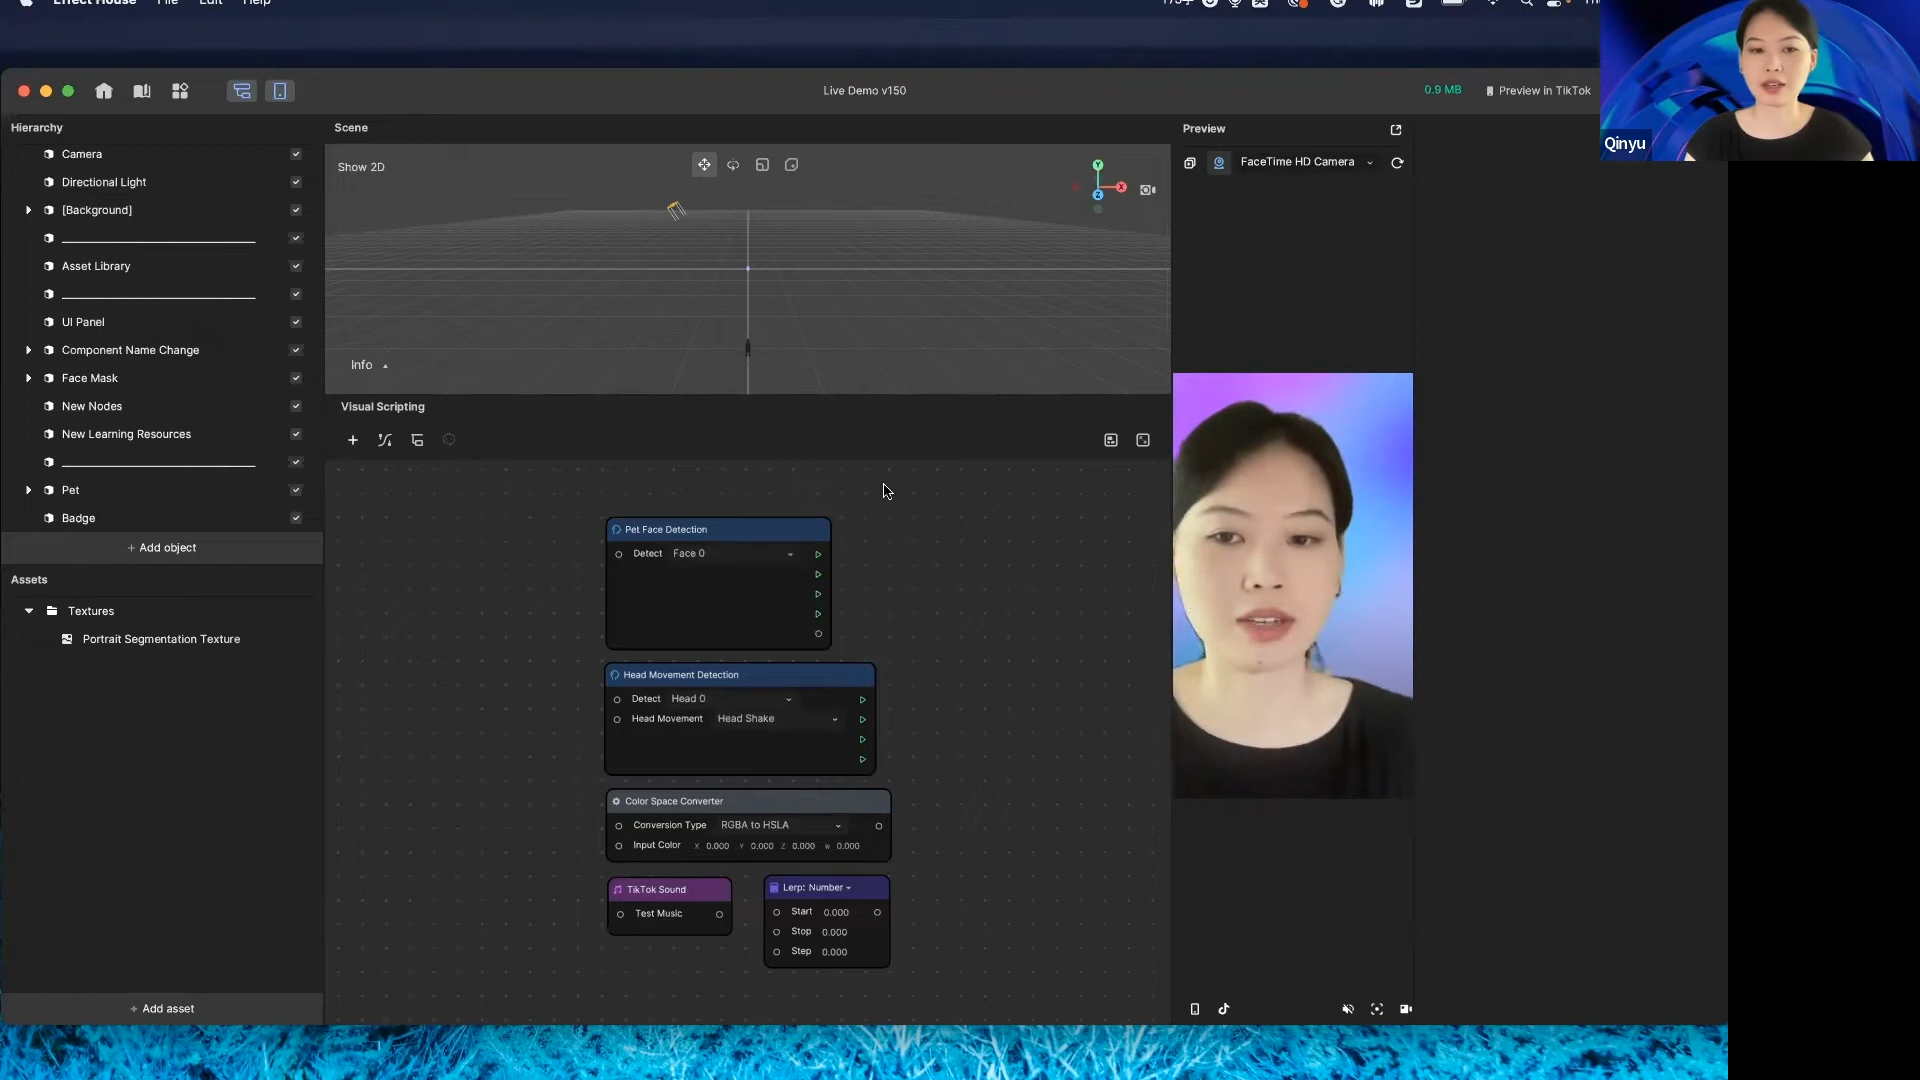 Effect House File Edit Help
Live Demo v150
0.9 MB
Preview in TikTok
Qinyu
Hierarchy
Camera
Directional Light
[Background]
Asset Library
UI Panel
Component Name Change
Face Mask
New Nodes
New Learning Resources
Pet
Badge
+ Add object
Assets
Textures
Portrait Segmentation Texture
+ Add asset
Scene
Show 2D
Y
X
Z
Info
Visual Scripting
Pet Face Detection
Detect Face 0
Head Movement Detection
Detect Head 0
Head Movement Head Shake
Color Space Converter
Conversion Type RGBA to HSLA
Input Color X 0.000 Y 0.000 Z 0.000 W 0.000
TikTok Sound
Test Music
Lerp: Number
Start 0.000
Stop 0.000
Step 0.000
Preview
FaceTime HD Camera